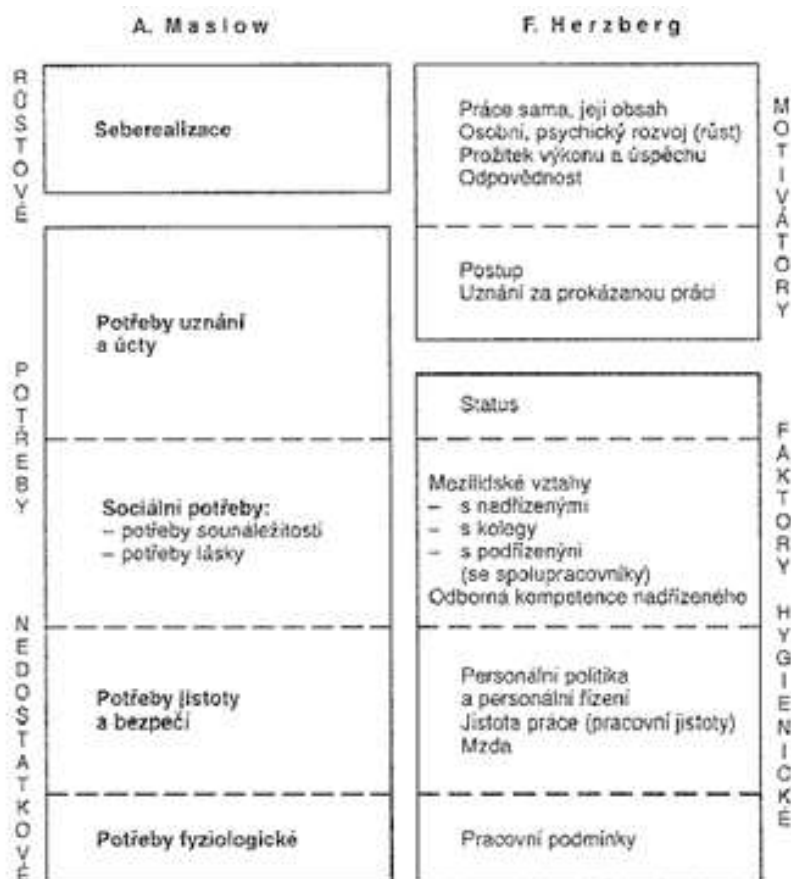 A. Maslow
F. Herzberg
RŮSTOVÉ
POTŘEBY
NEDOSTATKOVÉ
Seberealizace
Potřeby uznání
a úcty
Sociální potřeby:
– potřeby sounáležitosti
– potřeby lásky
Potřeby jistoty
a bezpečí
Potřeby fyziologické
Práce sama, její obsah
Osobní, psychický rozvoj (růst)
Prožitek výkonu a úspěchu
Odpovědnost
Postup
Uznání za prokázanou práci
Status
Mezilidské vztahy
– s nadřízenými
– s kolegy
– s podřízenými
(se spolupracovníky)
Odborná kompetence nadřízeného
Personální politika
a personální řízení
Jistota práce (pracovní jistoty)
Mzda
Pracovní podmínky
MOTIVÁTORY
FAKTORY HYGIENICKÉ